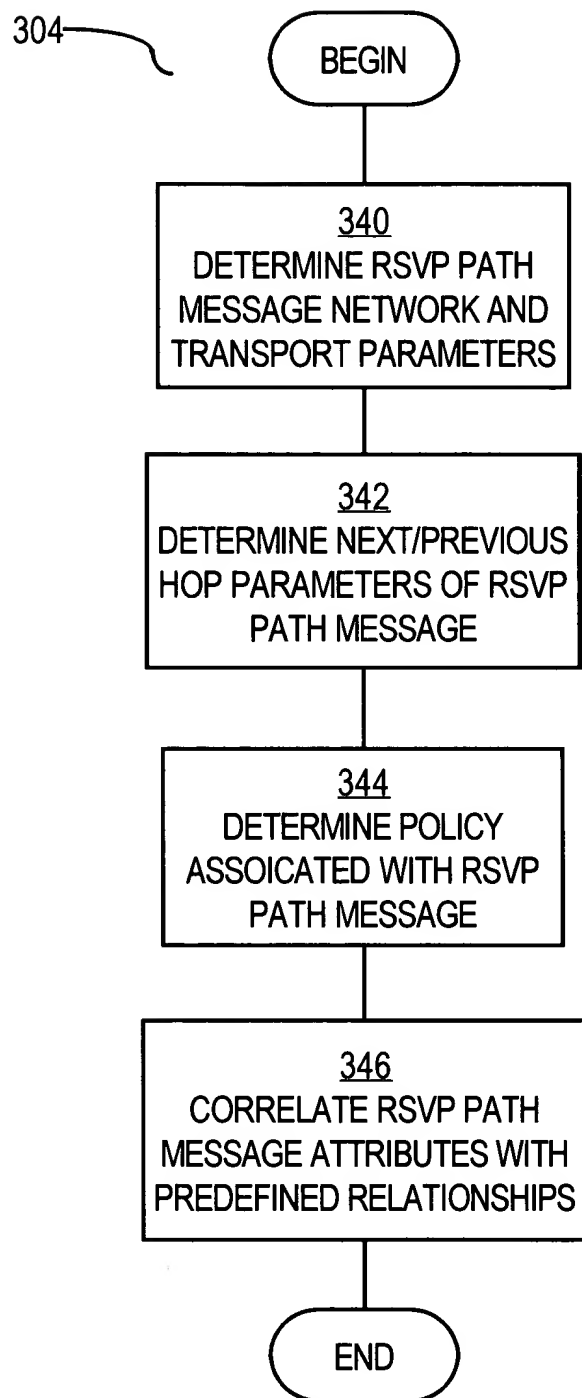 304
BEGIN
340
DETERMINE RSVP PATH
MESSAGE NETWORK AND
TRANSPORT PARAMETERS
342
DETERMINE NEXT/PREVIOUS
HOP PARAMETERS OF RSVP
PATH MESSAGE
344
DETERMINE POLICY
ASSOICATED WITH RSVP
PATH MESSAGE
346
CORRELATE RSVP PATH
MESSAGE ATTRIBUTES WITH
PREDEFINED RELATIONSHIPS
END